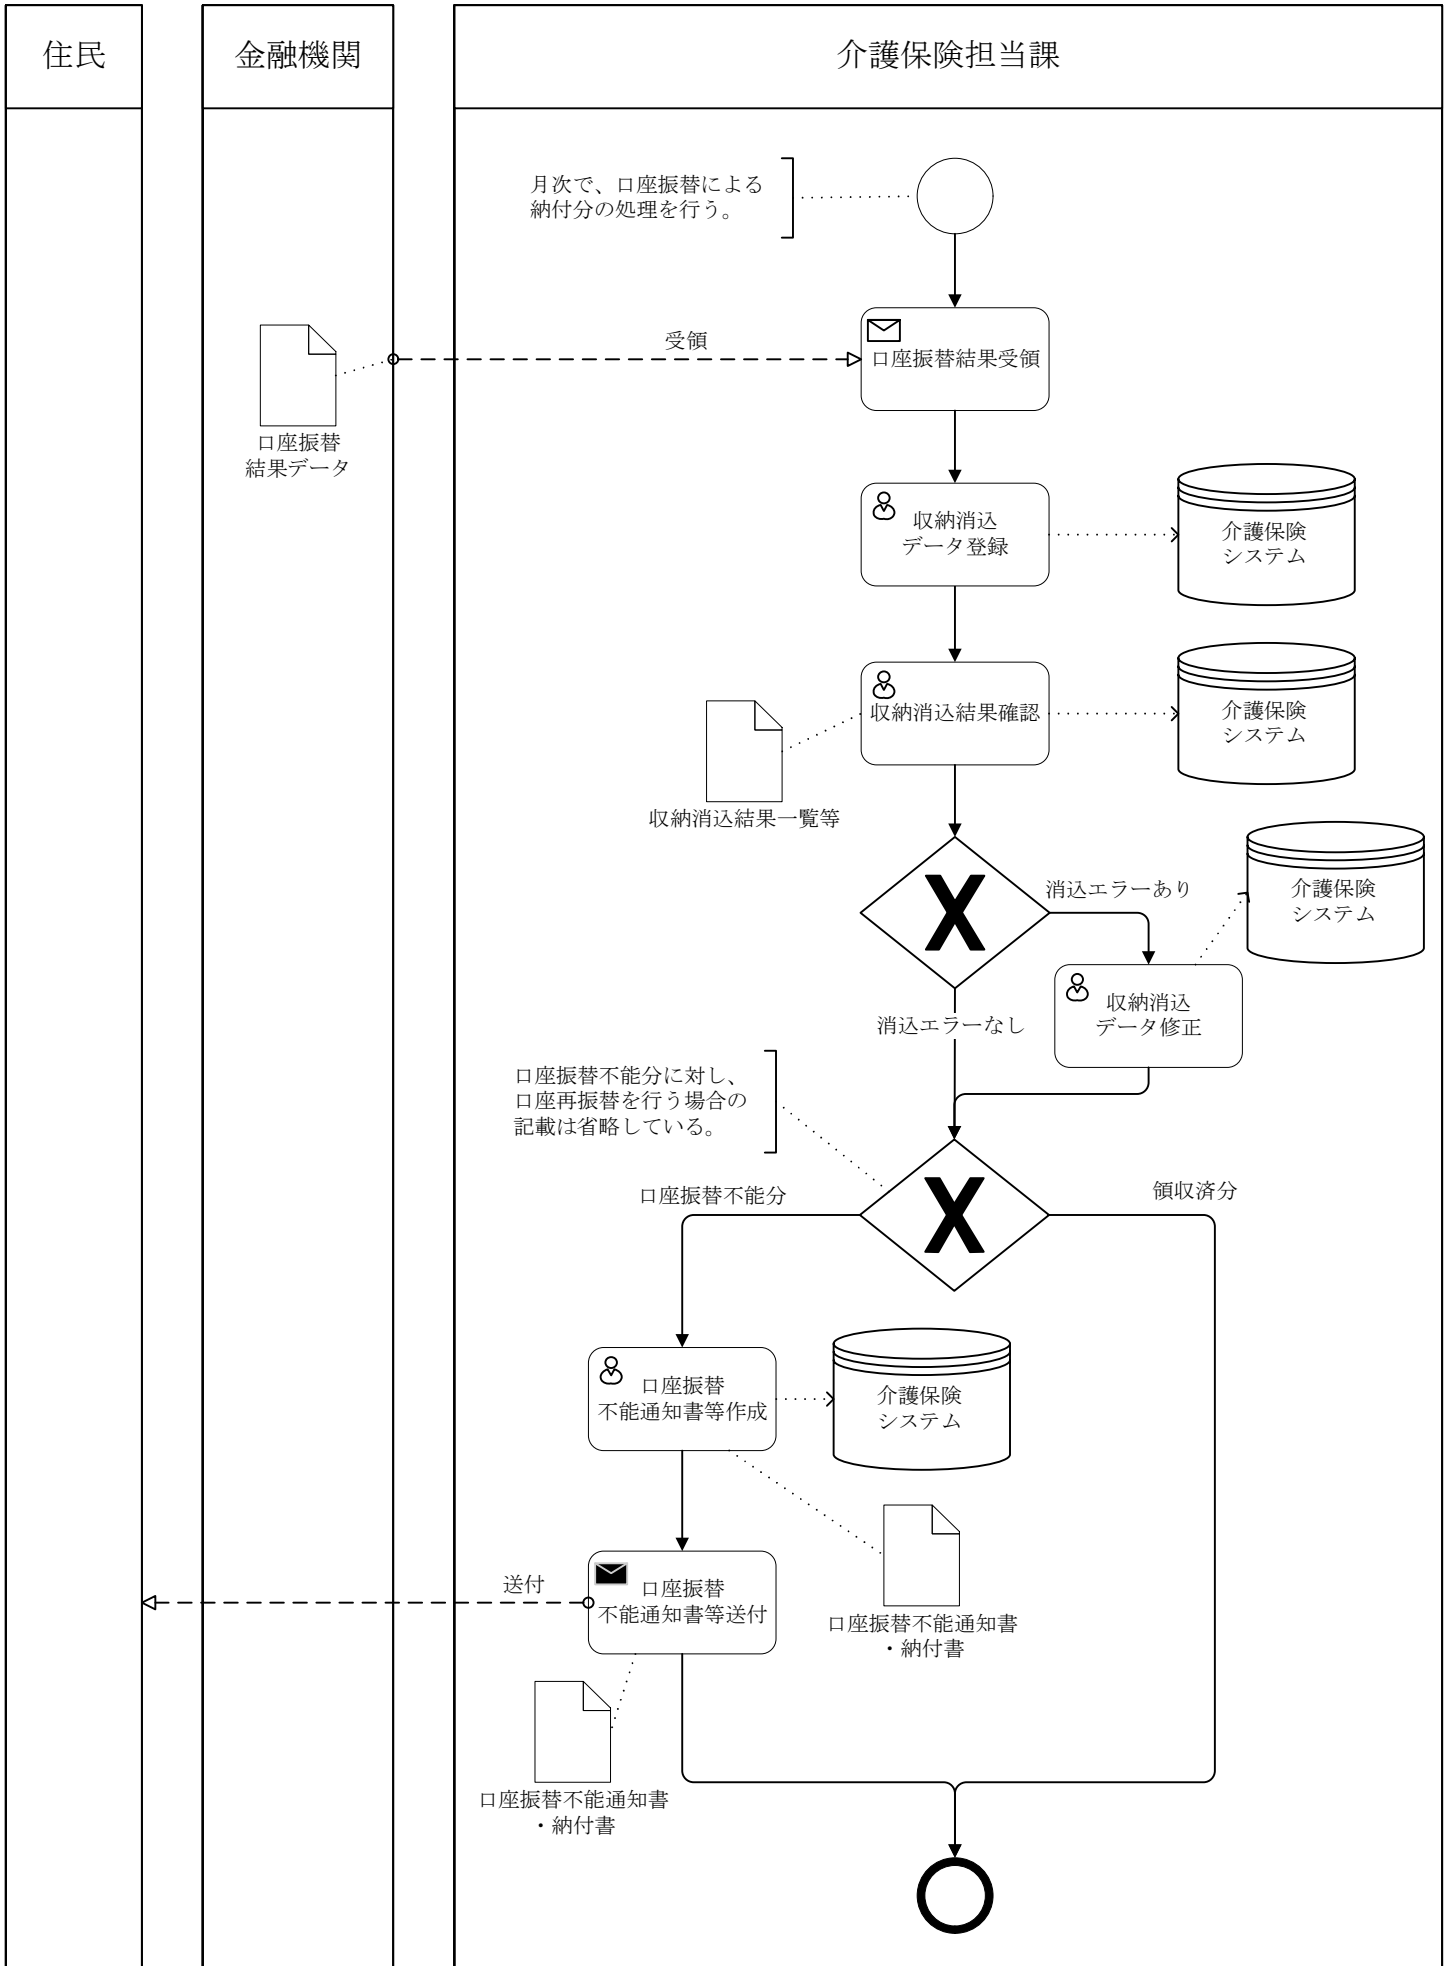 住民
金融機関
介護保険担当課
月次で、口座振替による
納付分の処理を行う。
受領
口座振替結果受領
口座振替
結果データ
収納消込
データ登録
介護保険
システム
収納消込結果確認
介護保険
システム
収納消込結果一覧等
消込エラーあり
介護保険
システム
収納消込
データ修正
消込エラーなし
口座振替不能分に対し、
口座再振替を行う場合の
記載は省略している。
口座振替不能分
領収済分
口座振替
不能通知書等作成
介護保険
システム
送付
口座振替
不能通知書等送付
口座振替不能通知書
・納付書
口座振替不能通知書
・納付書